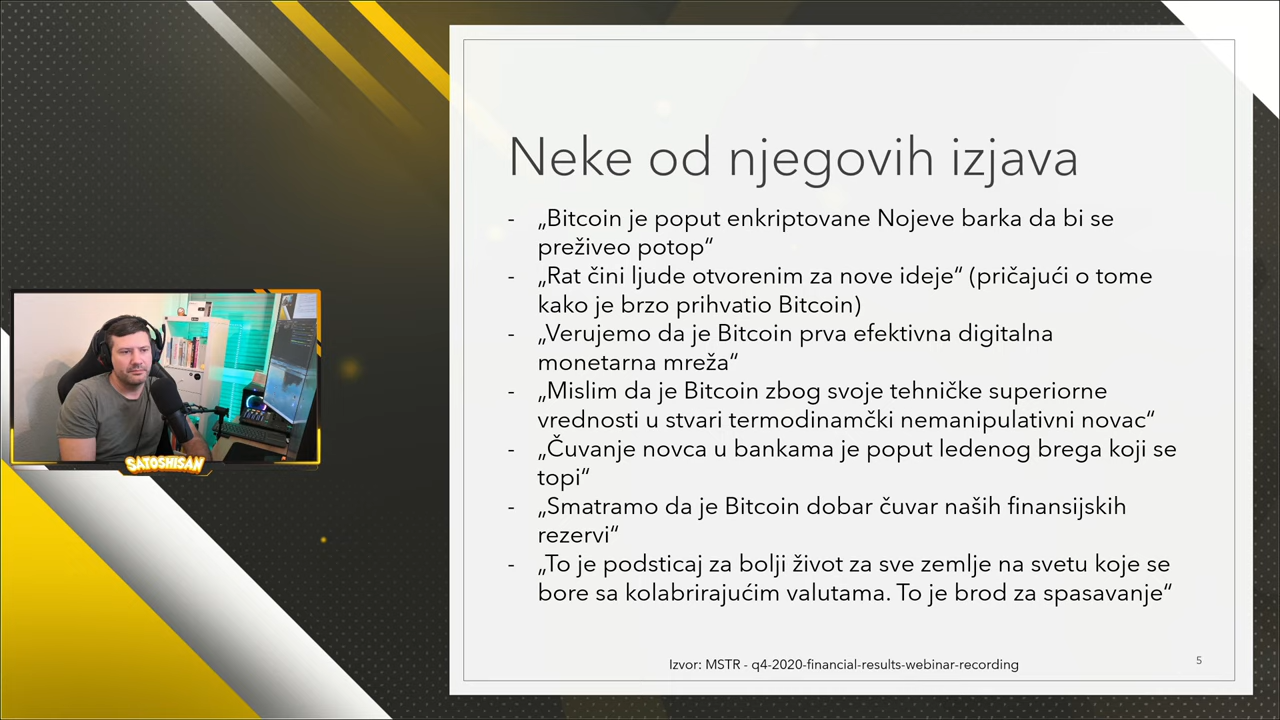 Neke od njegovih izjava
- „Bitcoin je poput enkriptovane Nojeve barka da bi se
preživeo potop“
- „Rat čini ljude otvorenim za nove ideje“ (pričajući o tome
kako je brzo prihvatio Bitcoin)
- „Verujemo da je Bitcoin prva efektivna digitalna
monetarna mreža“
- „Mislim da je Bitcoin zbog svoje tehničke superiorne
vrednosti u stvari termodinamčki nemanipulativni novac“
- „Čuvanje novca u bankama je poput ledenog brega koji se
topi“
- „Smatramo da je Bitcoin dobar čuvar naših finansijskih
rezervi“
- „To je podsticaj za bolji život za sve zemlje na svetu koje se
bore sa kolabrirajućim valutama. To je brod za spasavanje“
Izvor: MSTR - q4-2020-financial-results-webinar-recording
5
SATOSHISAN